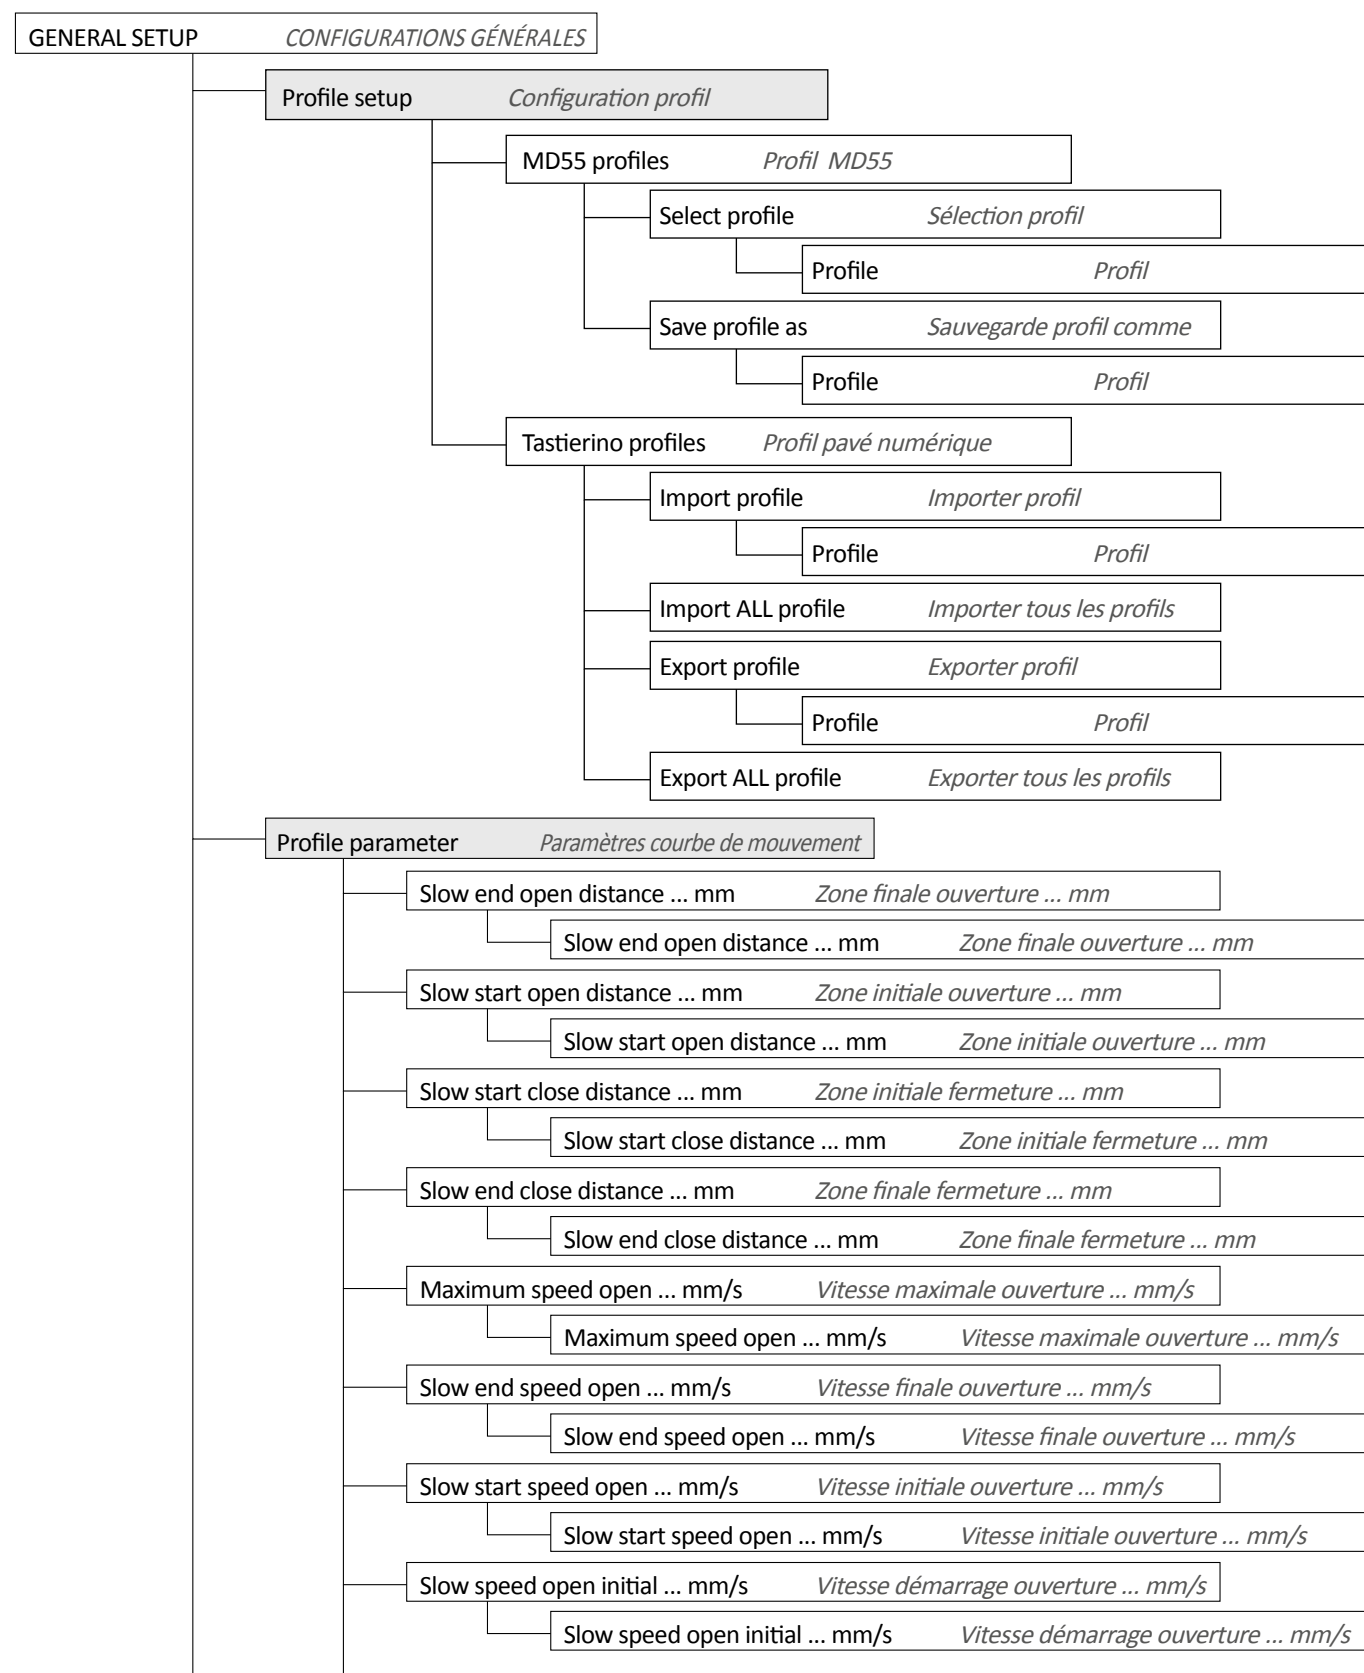 GENERAL SETUP CONFIGURATIONS GÉNÉRALES
Profile setup Configuration profil
MD55 profiles Profil MD55
Select profile Sélection profil
Profile Profil
Save profile as Sauvegarde profil comme
Profile Profil
Tastierino profiles Profil pavé numérique
Import profile Importer profil
Profile Profil
Import ALL profile Importer tous les profils
Export profile Exporter profil
Profile Profil
Export ALL profile Exporter tous les profils
Profile parameter Paramètres courbe de mouvement
Slow end open distance ... mm Zone finale ouverture ... mm
Slow end open distance ... mm Zone finale ouverture ... mm
Slow start open distance ... mm Zone initiale ouverture ... mm
Slow start open distance ... mm Zone initiale ouverture ... mm
Slow start close distance ... mm Zone initiale fermeture ... mm
Slow start close distance ... mm Zone initiale fermeture ... mm
Slow end close distance ... mm Zone finale fermeture ... mm
Slow end close distance ... mm Zone finale fermeture ... mm
Maximum speed open ... mm/s Vitesse maximale ouverture ... mm/s
Maximum speed open ... mm/s Vitesse maximale ouverture ... mm/s
Slow end speed open ... mm/s Vitesse finale ouverture ... mm/s
Slow end speed open ... mm/s Vitesse finale ouverture ... mm/s
Slow start speed open ... mm/s Vitesse initiale ouverture ... mm/s
Slow start speed open ... mm/s Vitesse initiale ouverture ... mm/s
Slow speed open initial ... mm/s Vitesse démarrage ouverture ... mm/s
Slow speed open initial ... mm/s Vitesse démarrage ouverture ... mm/s